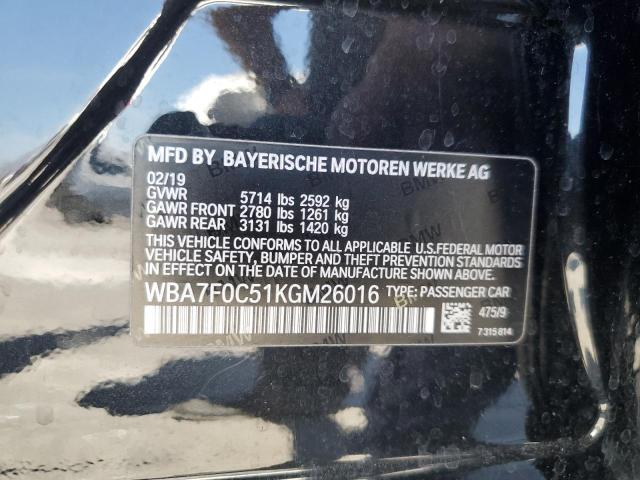 MFD BY BAYERISCHE MOTOREN WERKE AG
02/19
GVWR 5714 lbs 2592 kg
GAWR FRONT 2780 lbs 1261 kg
GAWR REAR 3131 lbs 1420 kg
THIS VEHICLE CONFORMS TO ALL APPLICABLE U.S.FEDERAL MOTOR
VEHICLE SAFETY, BUMPER AND THEFT PREVENTION
STANDARDS IN EFFECT ON THE DATE OF MANUFACTURE SHOWN ABOVE.
WBA7F0C51KGM26016 TYPE: PASSENGER CAR
475/9
7315814